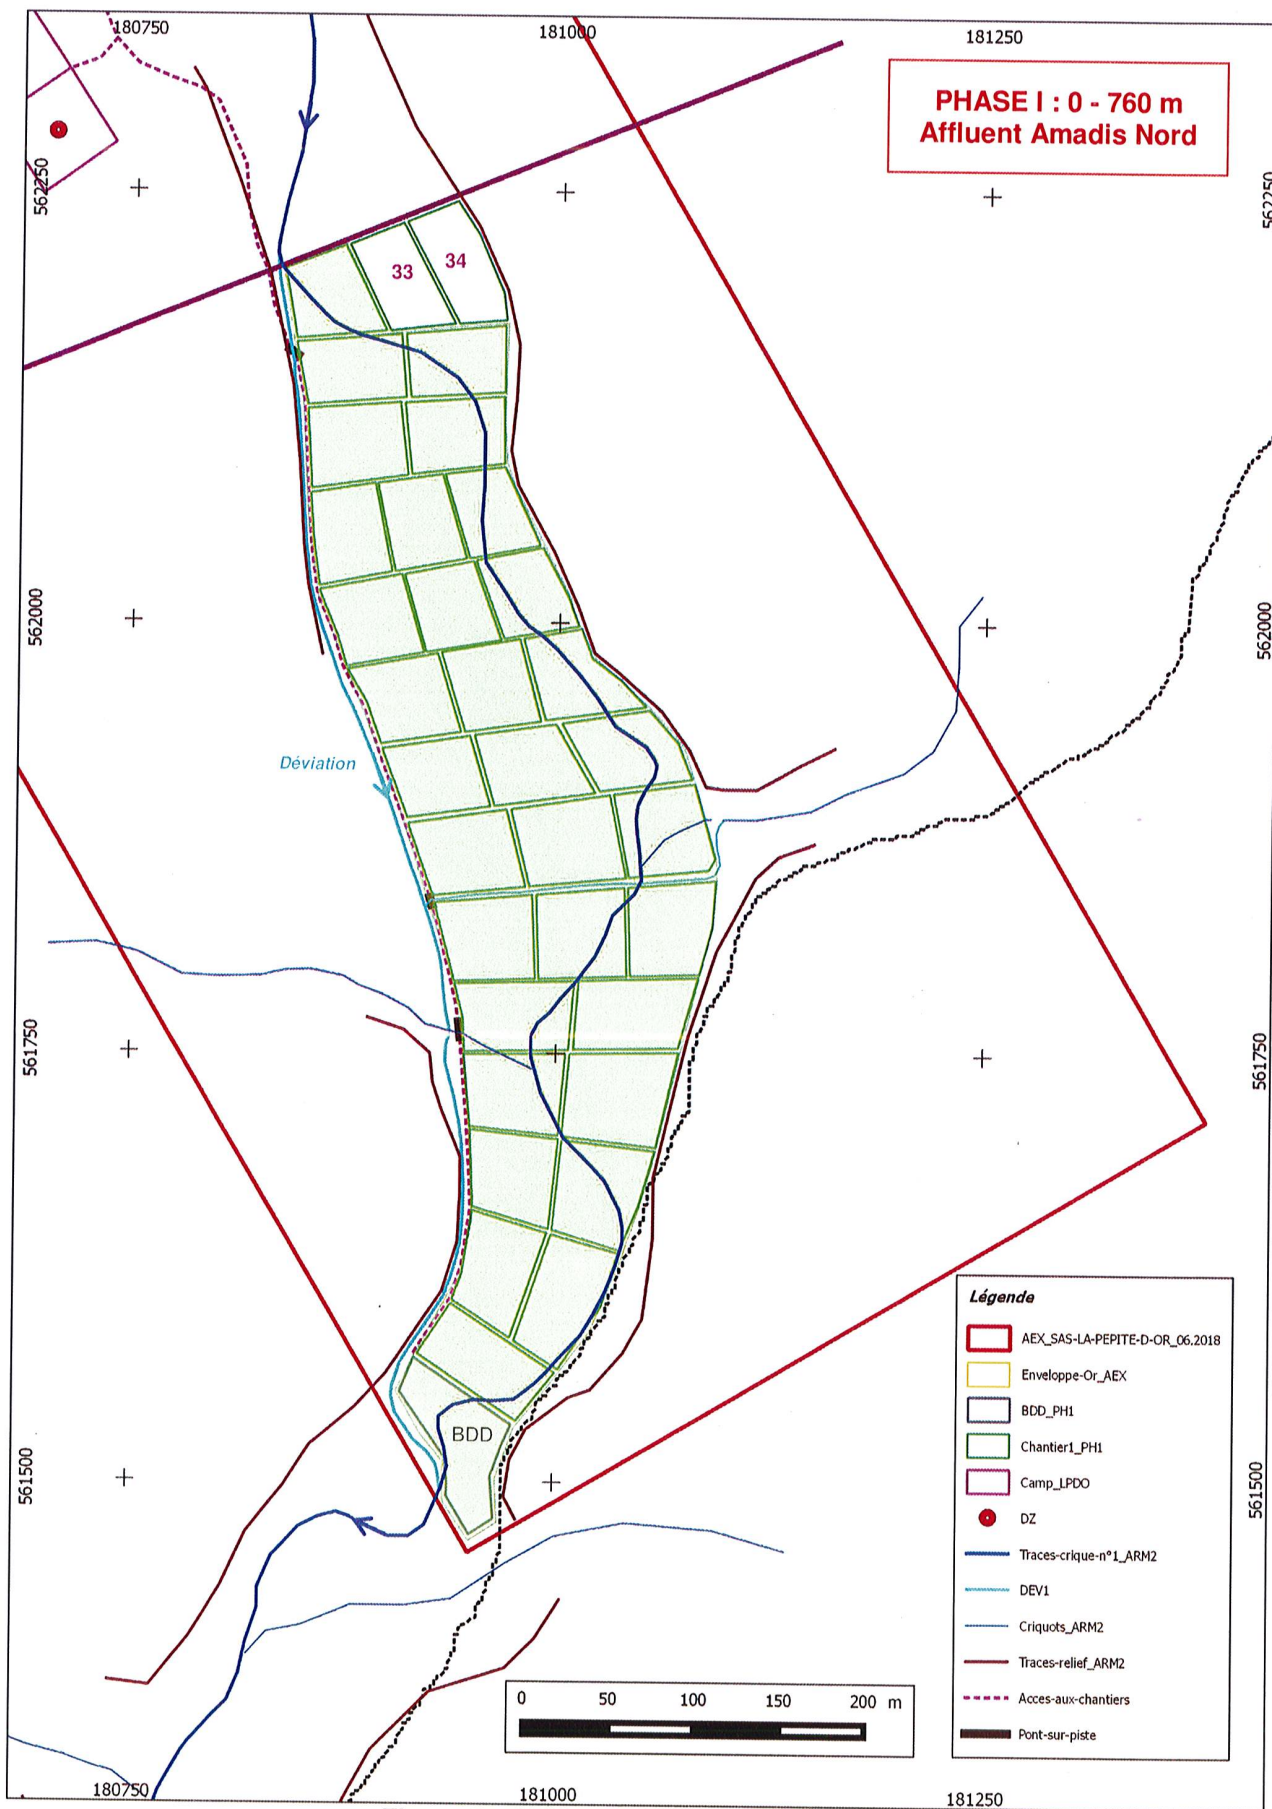 180750
181000
181250
PHASE I : 0 - 760 m
Affluent Amadis Nord
562250
562250
33
34
562000
562000
Déviation
561750
561750
Légende
AEX_SAS-LA-PEPITE-D-OR_06.2018
Enveloppe-Or_AEX
BDD_PH1
Chantier1_PH1
Camp_LPDO
DZ
Traces-crique-n°1_ARM2
DEV1
Criquots_ARM2
Traces-relief_ARM2
Acces-aux-chantiers
Pont-sur-piste
BDD
561500
561500
0 50 100 150 200 m
180750
181000
181250